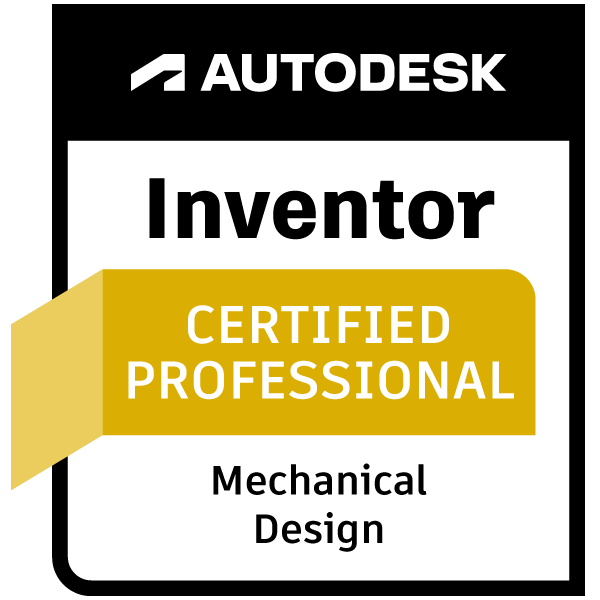 AUTODESK
Inventor
CERTIFIED
PROFESSIONAL
Mechanical
Design